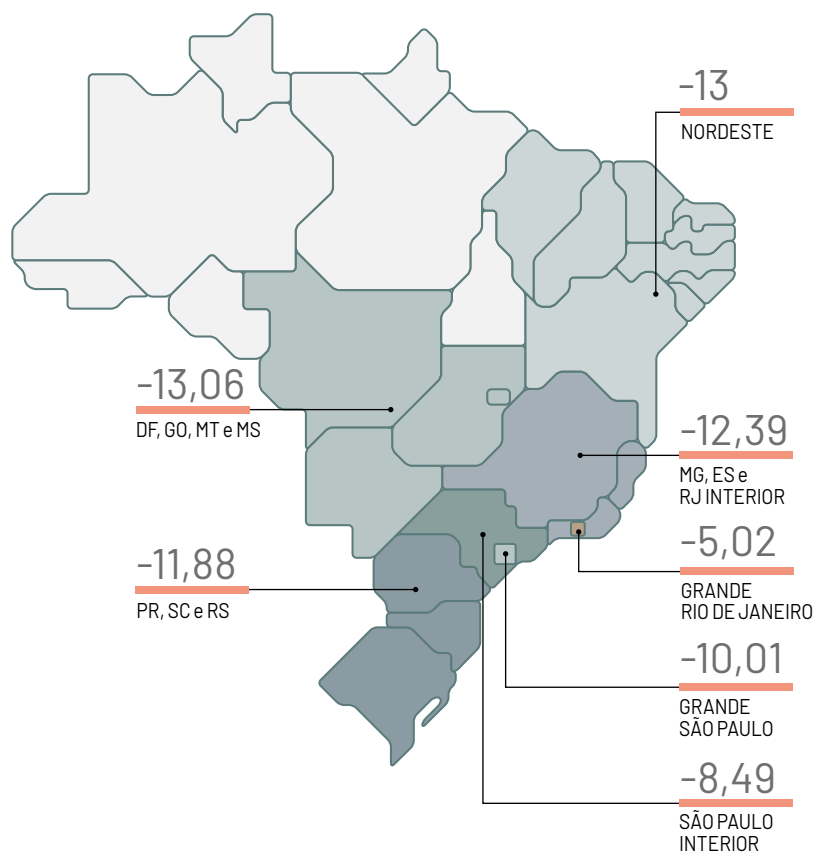 -13
NORDESTE
-13,06
DF, GO, MT e MS
-12,39
MG, ES e
RJ INTERIOR
-5,02
GRANDE
RIO DE JANEIRO
-11,88
PR, SC e RS
-10,01
GRANDE
SÃO PAULO
-8,49
SÃO PAULO
INTERIOR